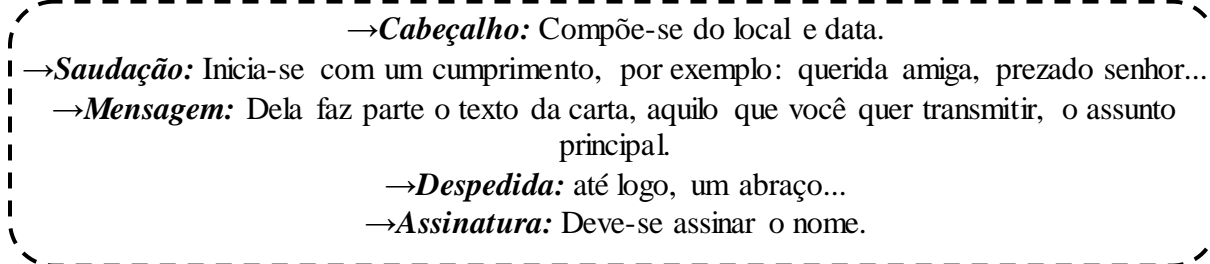 →Cabeçalho: Compõe-se do local e data.
→Saudação: Inicia-se com um cumprimento, por exemplo: querida amiga, prezado senhor...
→Mensagem: Dela faz parte o texto da carta, aquilo que você quer transmitir, o assunto
principal.
→Despedida: até logo, um abraço...
→Assinatura: Deve-se assinar o nome.